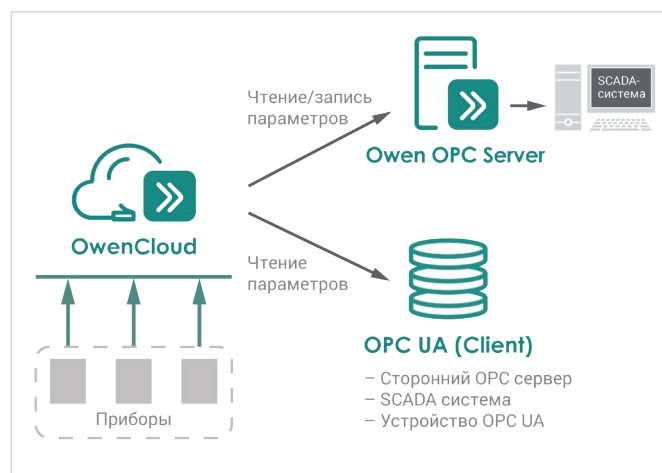 SCADA-
система
Чтение/запись
параметров
Owen OPC Server
OwenCloud
Чтение
параметров
OPC UA (Client)
– Сторонний OPC сервер
– SCADA система
– Устройство OPC UA
Приборы